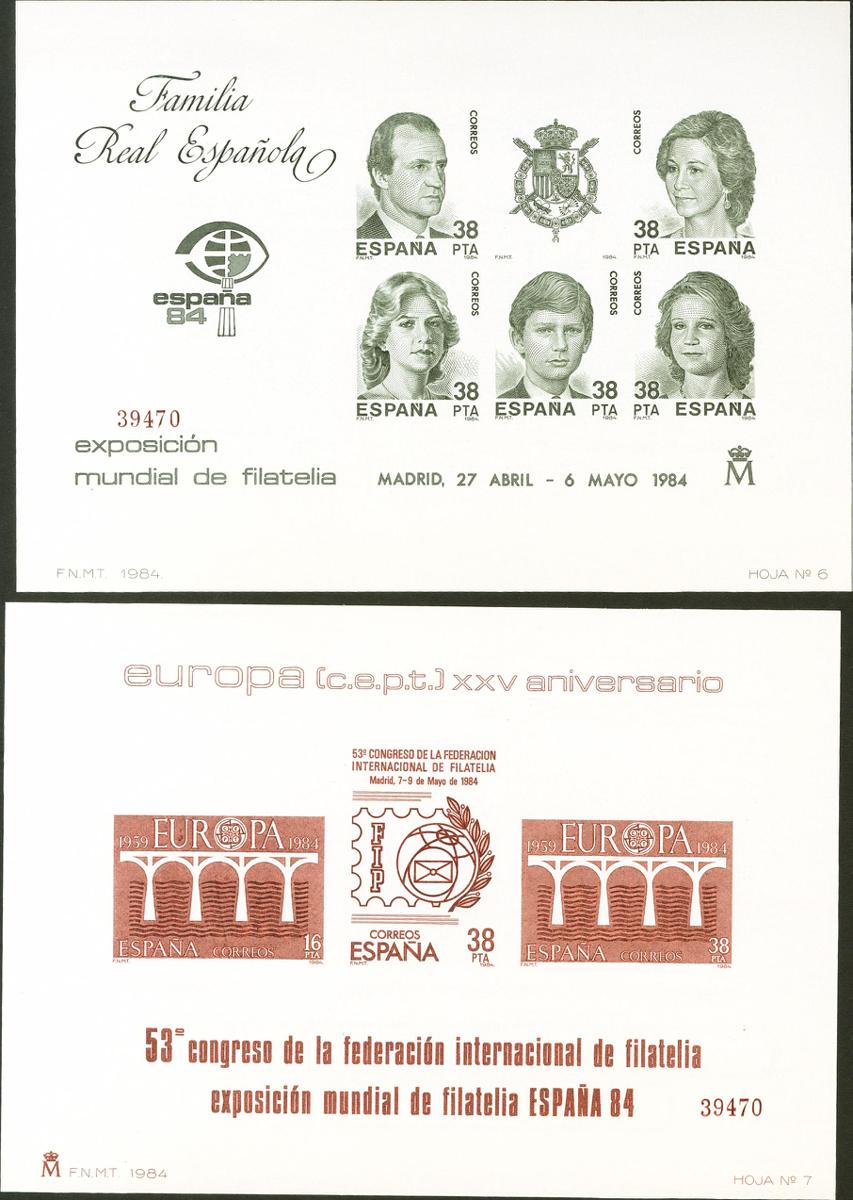 Familia
Real Española
españa
84
39470
exposición
mundial de filatelia
CORREOS
38
ESPAÑA PTA
F.N.M.T. 1984
F.N.M.T. 1984
CORREOS
38
PTA ESPAÑA
F.N.M.T. 1984
CORREOS
38
ESPAÑA PTA
F.N.M.T. 1984
CORREOS
38
ESPAÑA PTA
F.N.M.T. 1984
CORREOS
38
PTA ESPAÑA
F.N.M.T. 1984
MADRID, 27 ABRIL - 6 MAYO 1984
M
F.N.M.T. 1984.
HOJA Nº 6
europa (c.e.p.t.) xxv aniversario
1959 EUROPA 1984
ESPAÑA CORREOS 16
PTA
F.N.M.T. 1984
53º CONGRESO DE LA FEDERACION
INTERNACIONAL DE FILATELIA
Madrid, 7-9 de Mayo de 1984
FIP
CORREOS
ESPAÑA
38
PTA
F.N.M.T. 1984
1959 EUROPA 1984
ESPAÑA CORREOS 38
PTA
F.N.M.T. 1984
53º congreso de la federación internacional de filatelia
exposición mundial de filatelia ESPAÑA 84
39470
M F.N.M.T. 1984
HOJA Nº 7